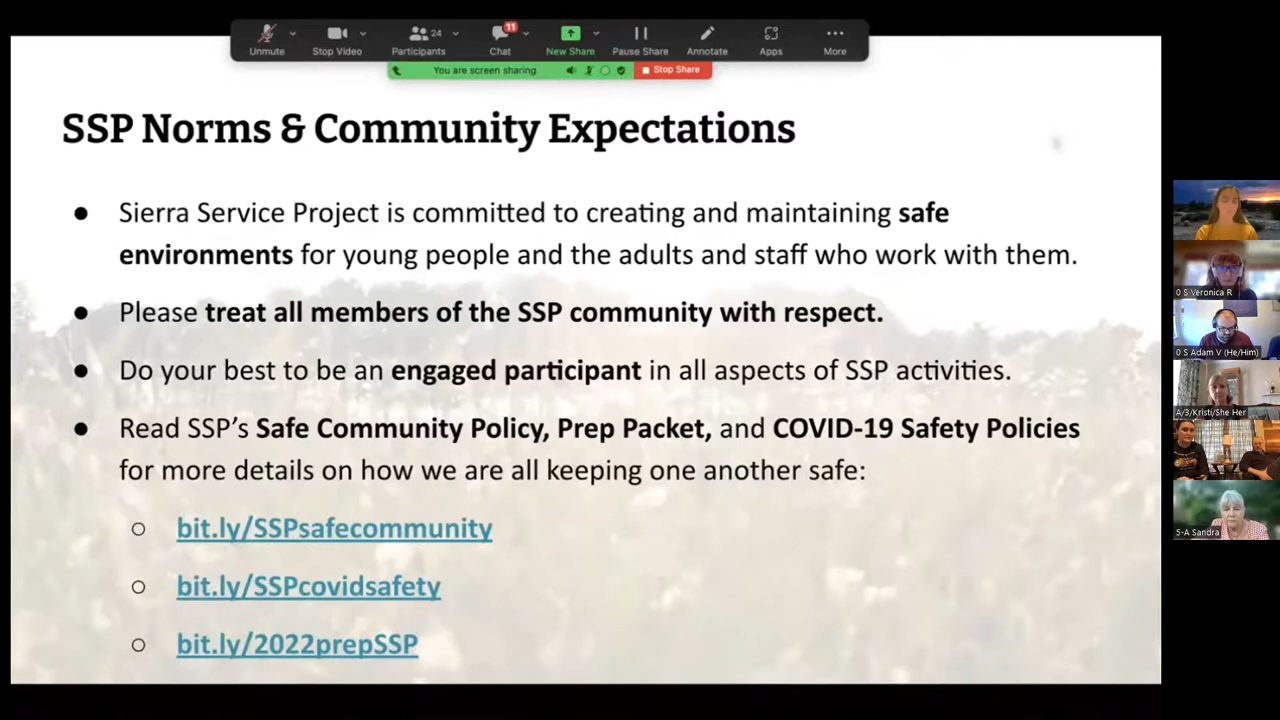 24
11
Unmute
Stop Video
Participants
Chat
New Share
Pause Share
Annotate
Apps
More
You are screen sharing
Stop Share
SSP Norms & Community Expectations
● Sierra Service Project is committed to creating and maintaining safe
environments for young people and the adults and staff who work with them.
● Please treat all members of the SSP community with respect.
● Do your best to be an engaged participant in all aspects of SSP activities.
● Read SSP’s Safe Community Policy, Prep Packet, and COVID-19 Safety Policies
for more details on how we are all keeping one another safe:
○ bit.ly/SSPsafecommunity
○ bit.ly/SSPcovidsafety
○ bit.ly/2022prepSSP
0 S Veronica R
0 S Adam V (He/Him)
A/3/Kristi/She Her
5-A Sandra